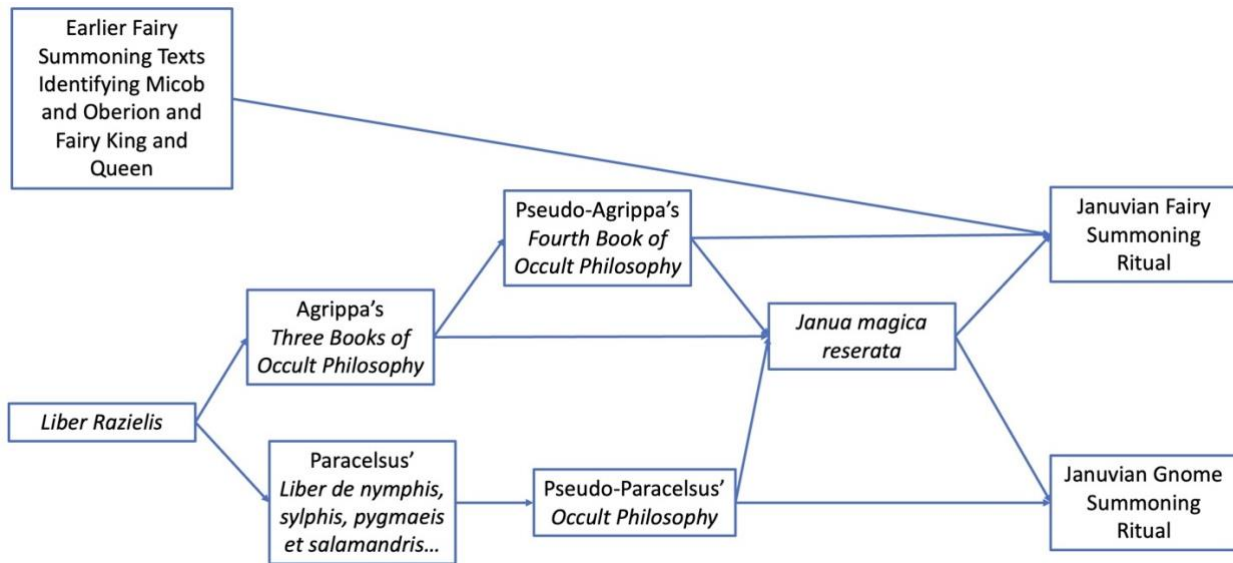 Earlier Fairy
Summoning Texts
Identifying Micob
and Oberion and
Fairy King and
Queen
Pseudo-Agrippa’s
Fourth Book of
Occult Philosophy
Januvian Fairy
Summoning
Ritual
Agrippa’s
Three Books of
Occult Philosophy
Janua magica
reserata
Liber Razielis
Paracelsus’
Liber de nymphis,
sylphis, pygmaeis
et salamandris...
Pseudo-Paracelsus’
Occult Philosophy
Januvian Gnome
Summoning
Ritual